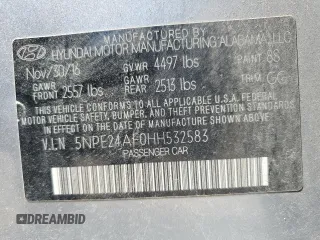 HYUNDAI MOTOR MANUFACTURING ALABAMA, LLC
Nov/30/16 GVWR 4497 lbs PAINT
GAWR FRONT 2557 lbs GAWR REAR 2513 lbs TRIM
THIS VEHICLE CONFORMS TO ALL APPLICABLE U.S.A. FEDERAL
MOTOR VEHICLE SAFETY, BUMPER, AND THEFT PREVENTION
STANDARDS IN EFFECT ON THE DATE OF MANUFACTURE SHOWN ABOVE.
V.I.N 5NPE24AF0HH532583
PASSENGER CAR
DREAMBID